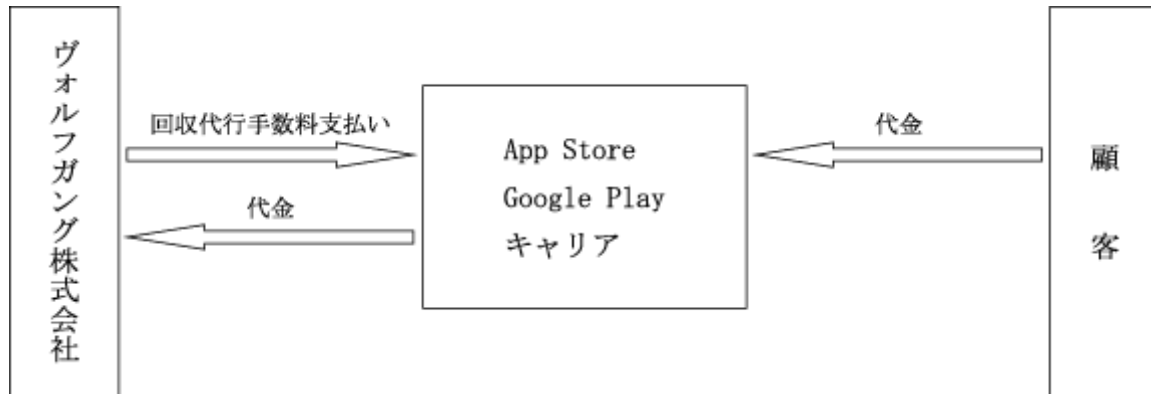 ヴォルフガング株式会社
回収代行手数料支払い
代金
App Store
Google Play
キャリア
代金
顧客